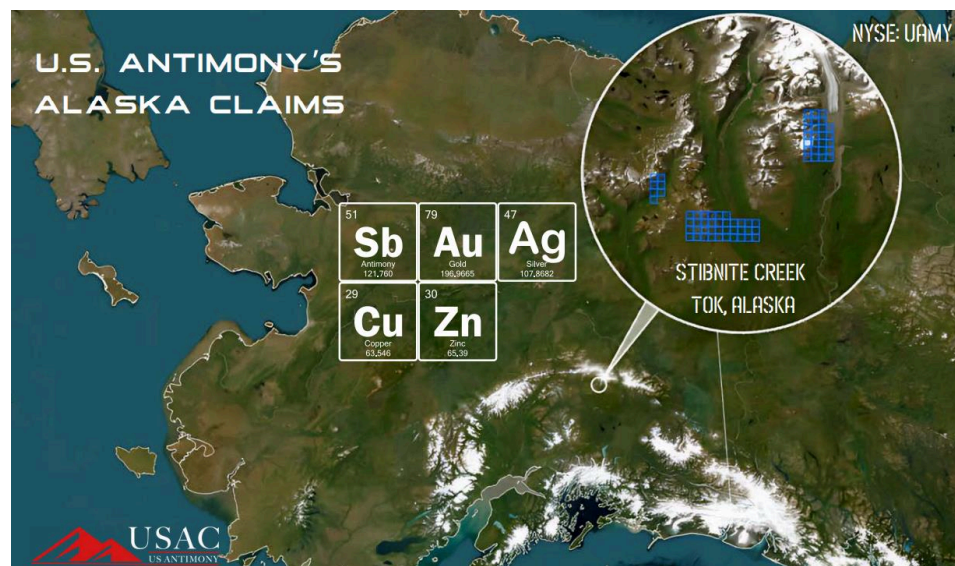 U.S. ANTIMONY'S
ALASKA CLAIMS
NYSE: UAMY
51
Sb
Antimony
121.760
79
Au
Gold
196.9665
47
Ag
Silver
107.8682
29
Cu
Copper
63.546
30
Zn
Zinc
65.39
STIBNITE CREEK
TOK, ALASKA
USAC
US ANTIMONY